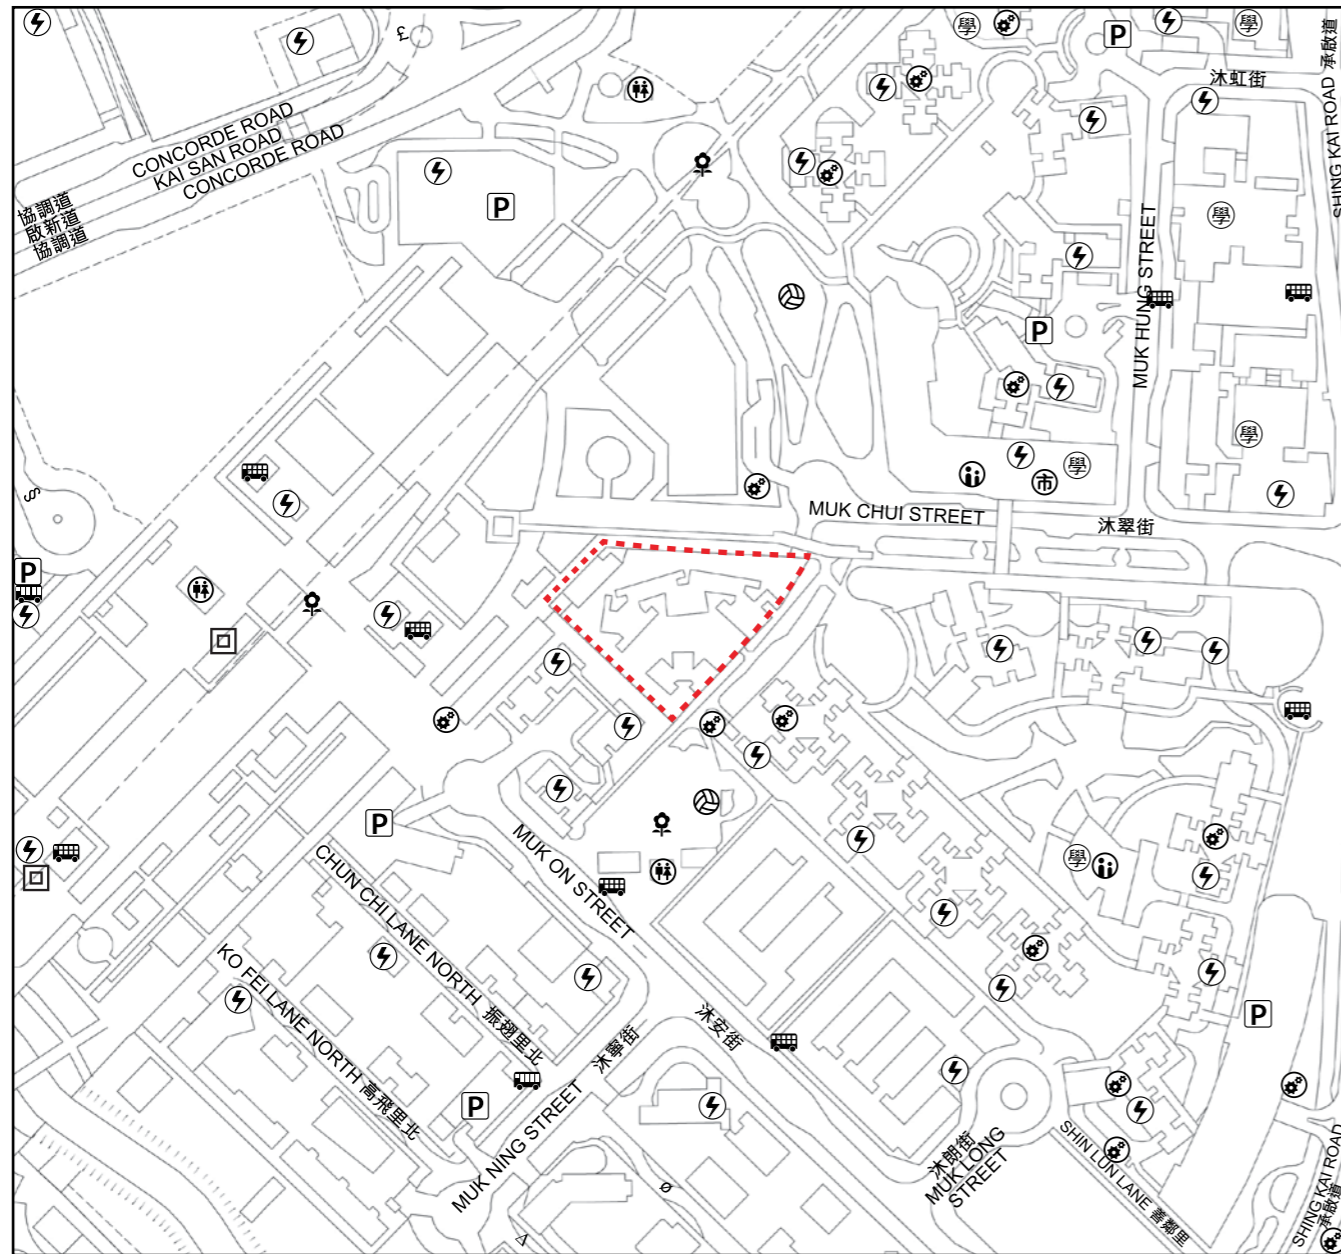 學
P
學
沐虹街
SHING KAI ROAD 承啟道
£
CONCORDE ROAD
KAI SAN ROAD
CONCORDE ROAD
協調道
啟新道
協調道
P
學
MUK HUNG STREET
P
學
學
市
MUK CHUI STREET
沐翠街
§
P
P
MUK ON STREET
CHUN CHI LANE NORTH 振翅里北
學
KO FEI LANE NORTH 高飛里北
沐安街
沐寧街
MUK NING STREET
P
P
沐朗街
MUK LONG
STREET
SHIN LUN LANE 善鄰里
SHING KAI ROAD
承啟道
ø
Δ